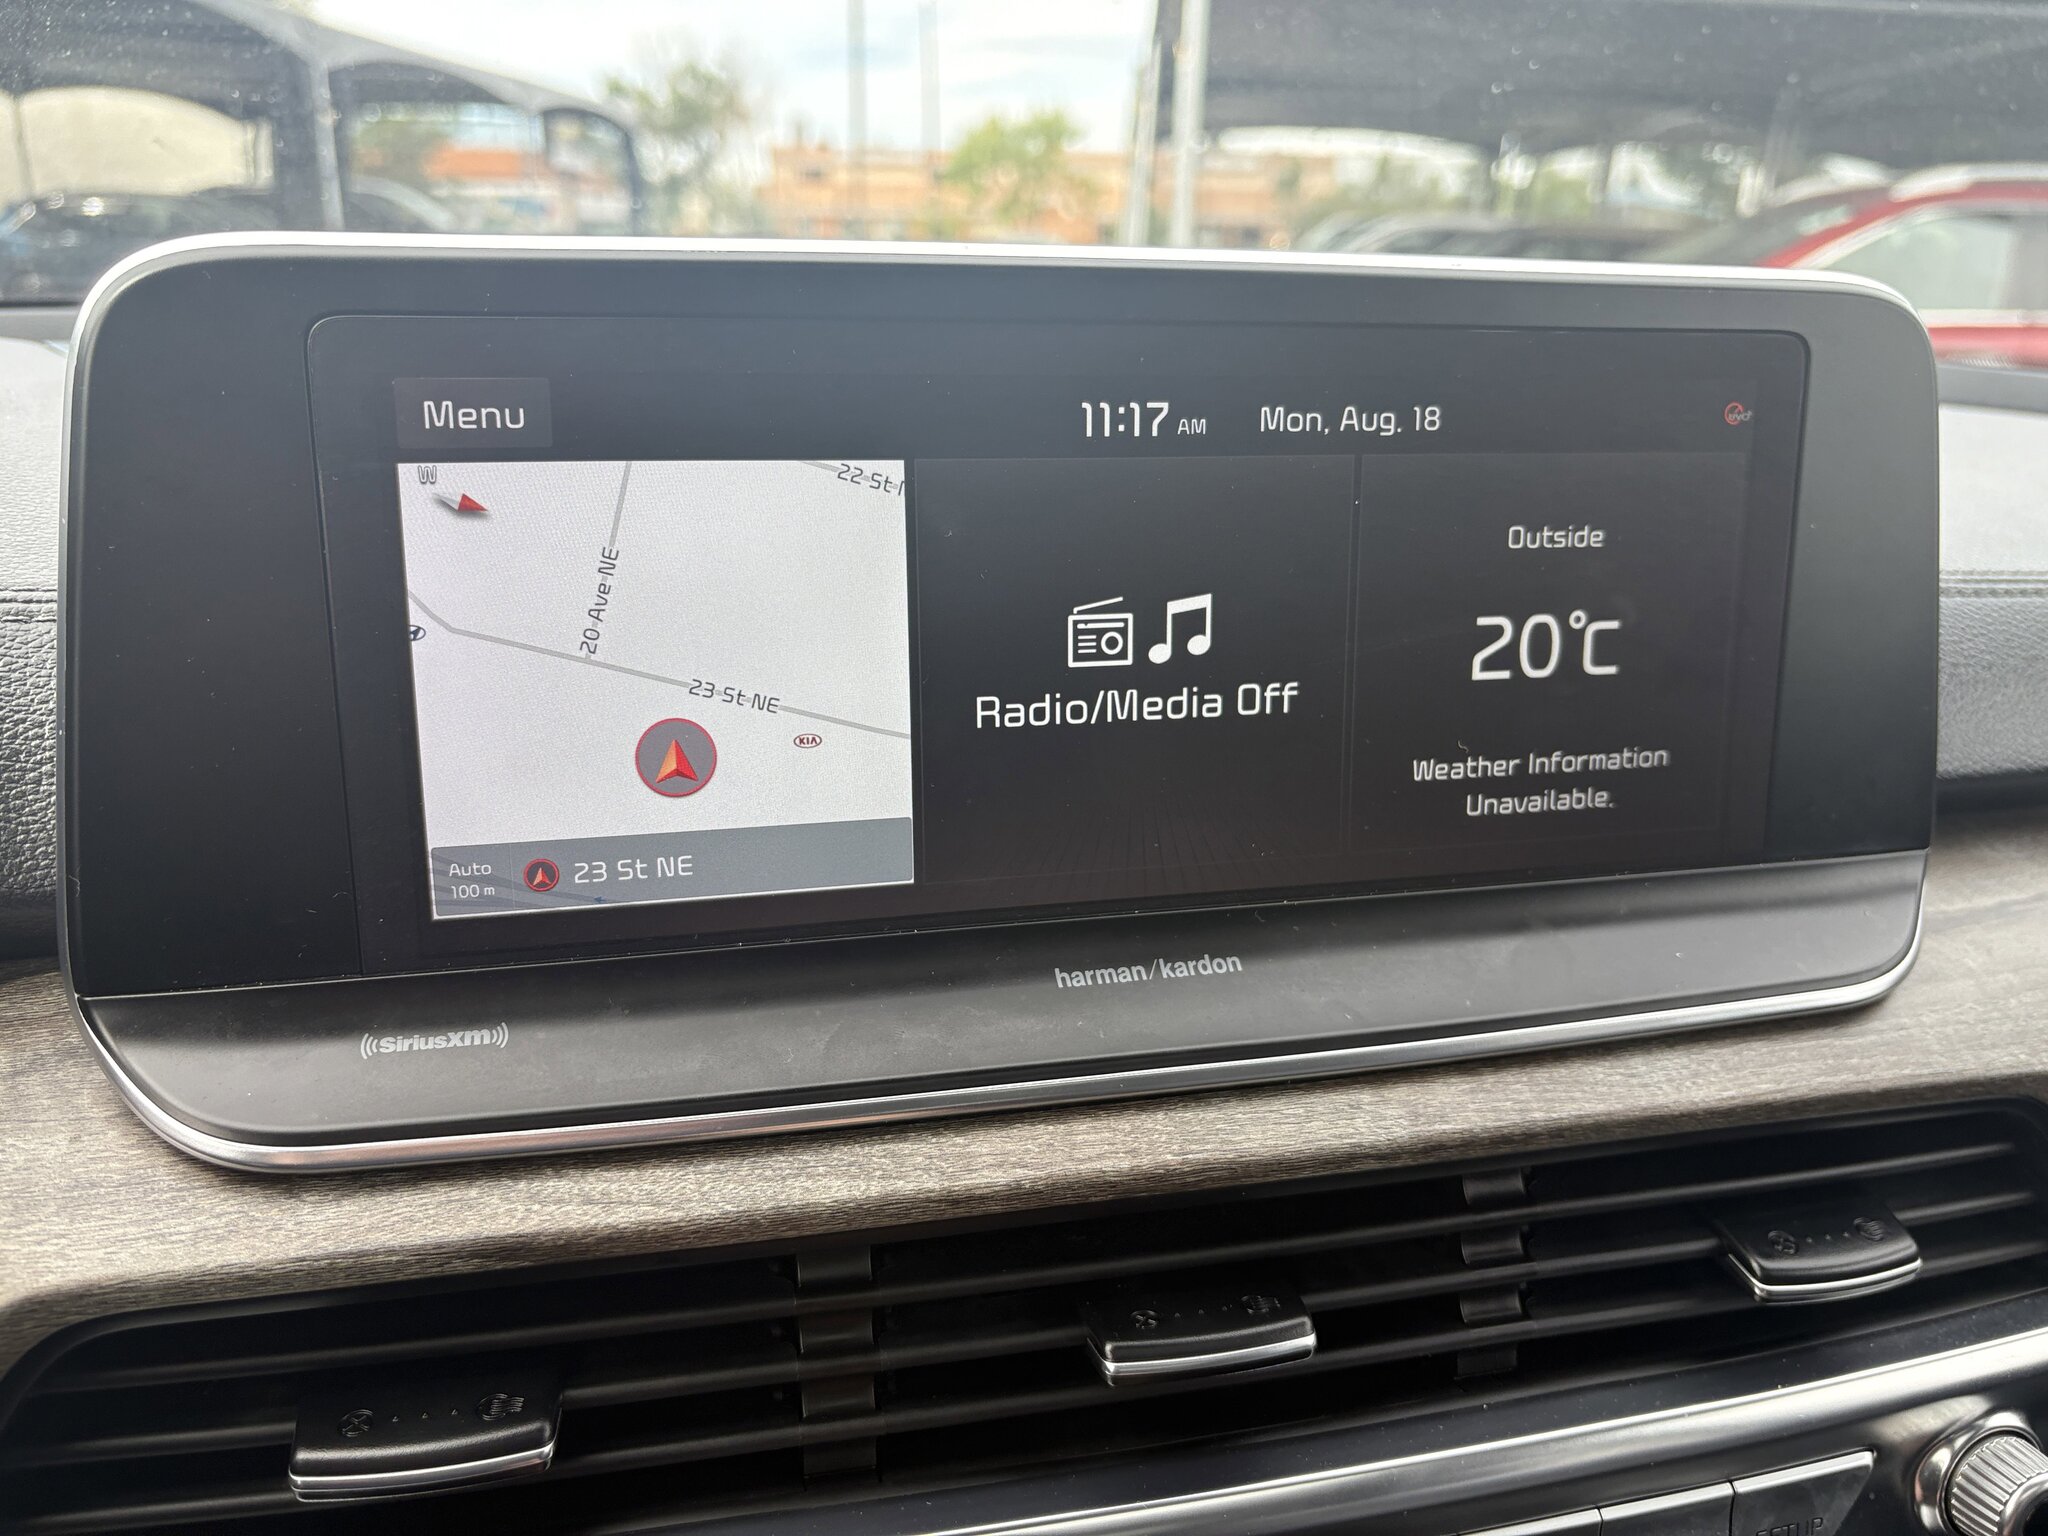 Menu
11:17 AM
Mon, Aug. 18
W
22 St
20 Ave NE
23 St NE
KIA
Auto
100 m
23 St NE
Radio/Media Off
Outside
20°C
Weather Information
Unavailable.
harman/kardon
SiriusXM